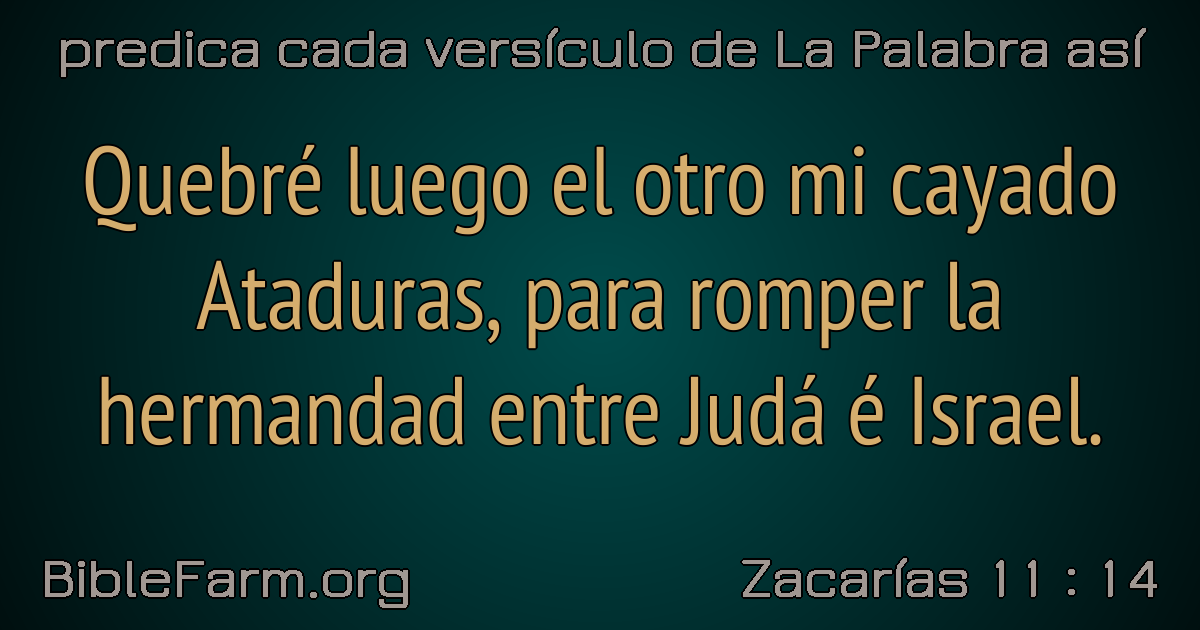 predica cada versículo de La Palabra así
Quebré luego el otro mi cayado
Ataduras, para romper la
hermandad entre Judá é Israel.
BibleFarm.org
Zacarías 11 : 14